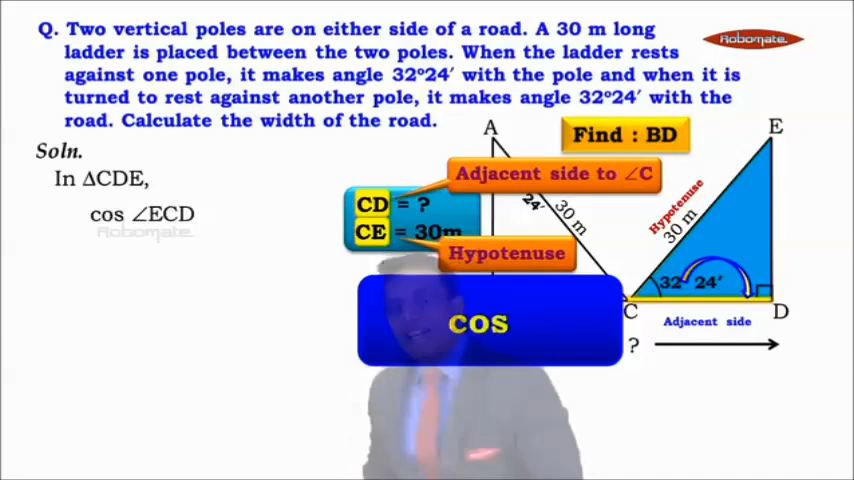 Q. Two vertical poles are on either side of a road. A 30 m long
ladder is placed between the two poles. When the ladder rests
against one pole, it makes angle 32º24′ with the pole and when it is
turned to rest against another pole, it makes angle 32º24′ with the
road. Calculate the width of the road.
Robomate
Soln.
In ΔCDE,
cos ∠ECD
Robomate
A
Find : BD
E
Adjacent side to ∠C
CD = ?
CE = 30m
Hypotenuse
24′
30 m
Hypotenuse
30 m
32 24′
cos
C
D
Adjacent side
?